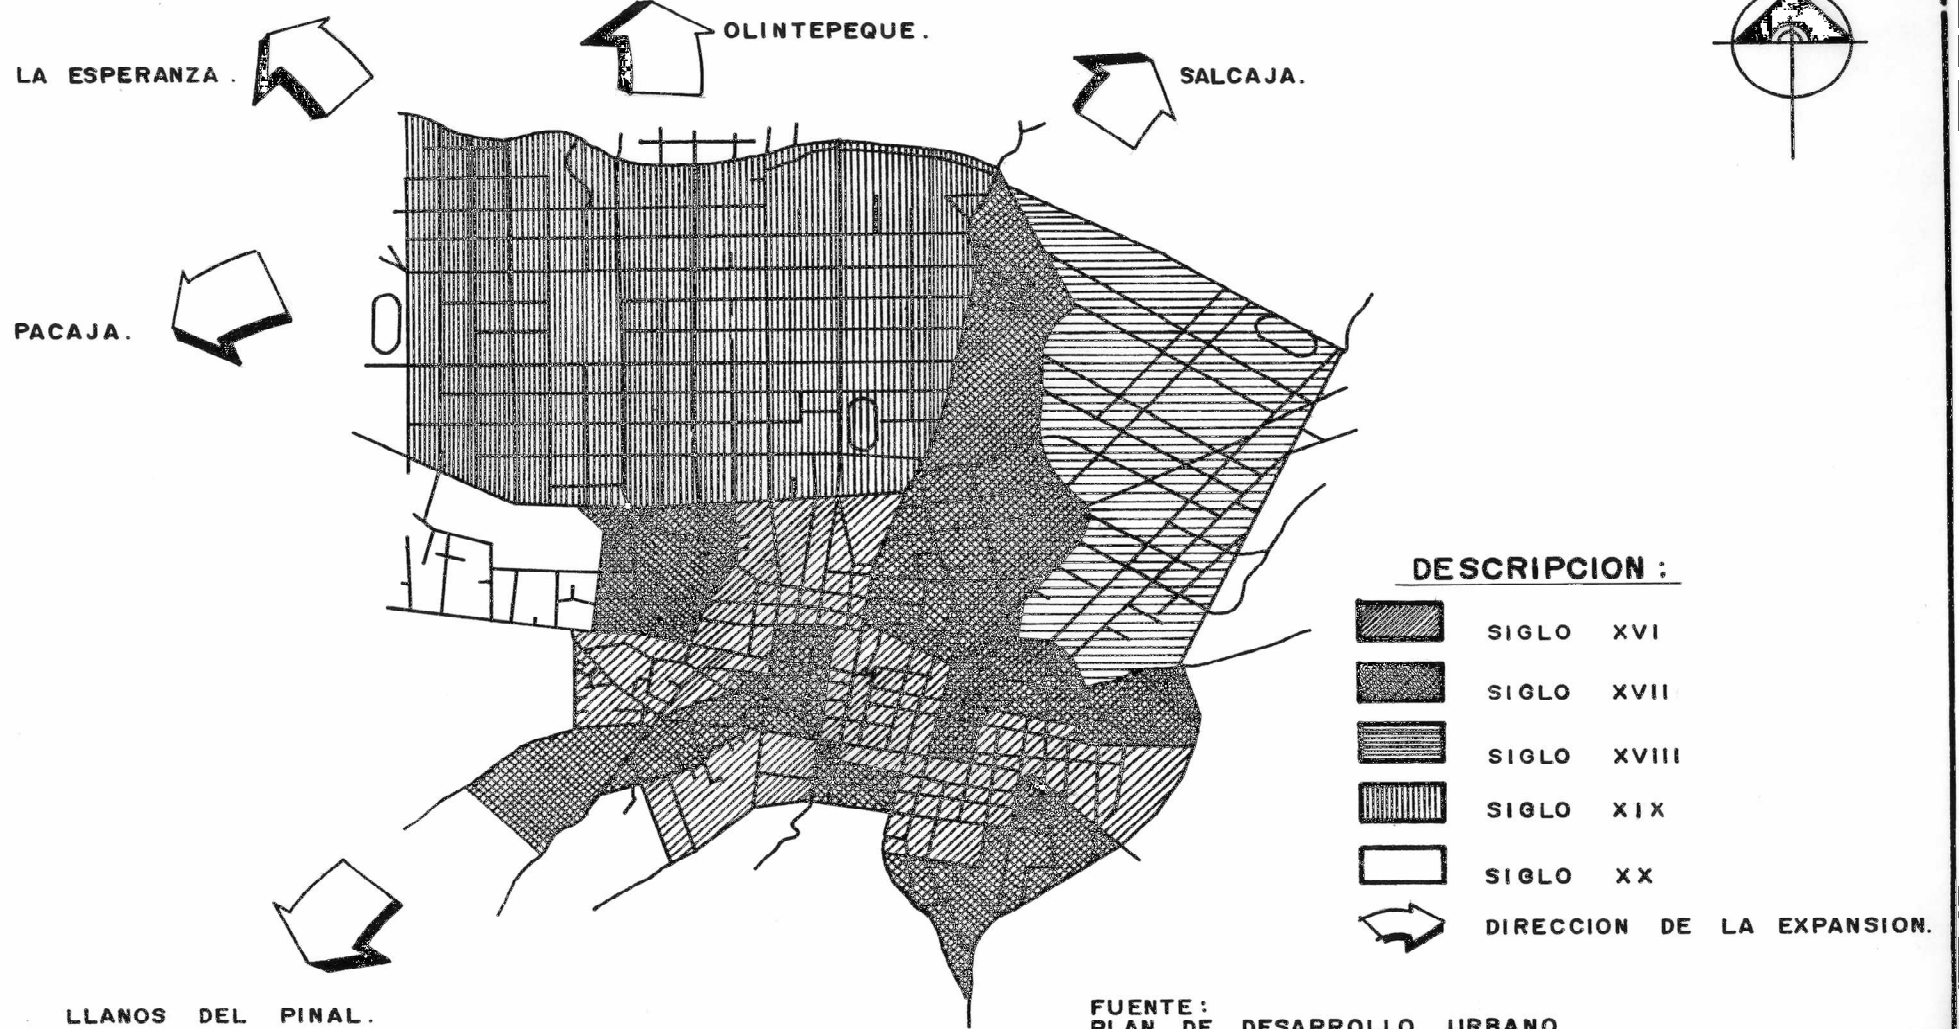 OLINTEPEQUE.
LA ESPERANZA.
SALCAJA.
PACAJA.
DESCRIPCION:
SIGLO XVI
SIGLO XVII
SIGLO XVIII
SIGLO XIX
SIGLO XX
DIRECCION DE LA EXPANSION.
LLANOS DEL PINAL.
FUENTE:
PLAN DE DESARROLLO URBANO